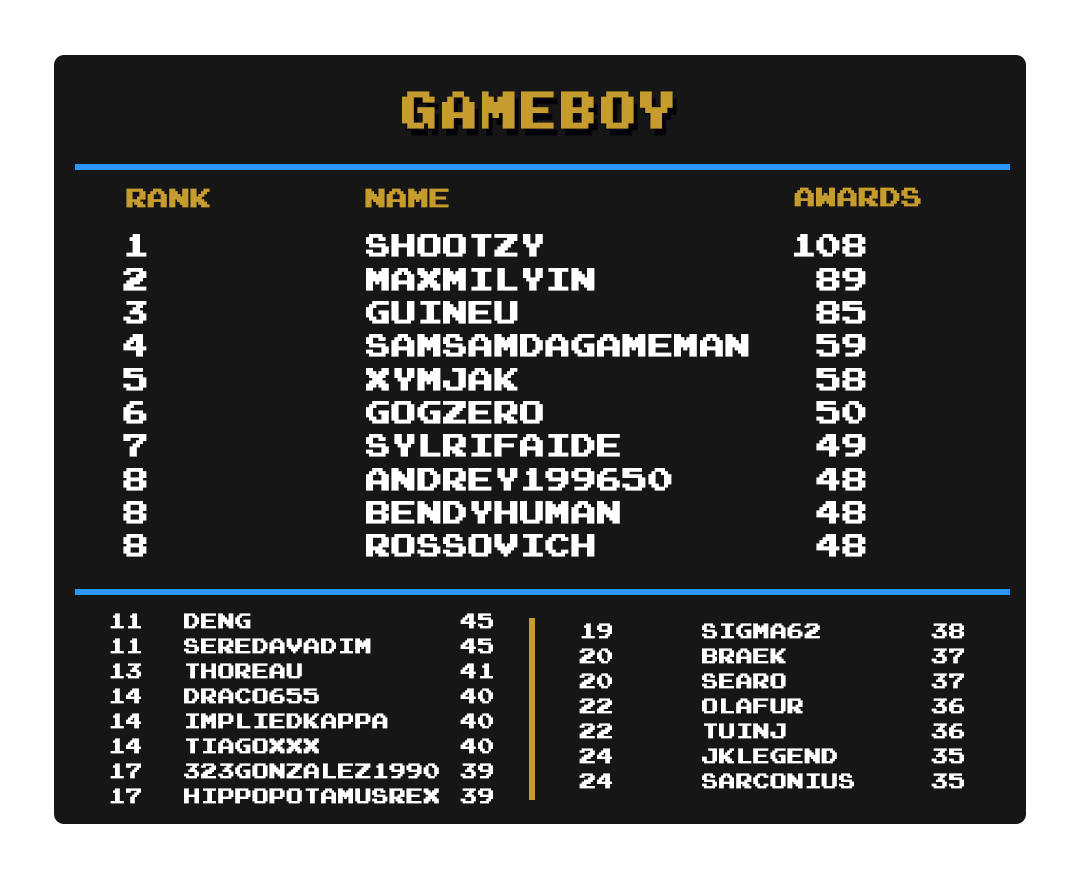 GAMEBOY
RANK NAME AWARDS
1 SHOOTZY 108
2 MAXMILYIN 89
3 GUINEU 85
4 SAMSAMDAGAMEMAN 59
5 XYMJAK 58
6 GOGZERO 50
7 SYLRIFAIDE 49
8 ANDREY199650 48
8 BENDYHUMAN 48
8 ROSSOVICH 48
11 DENG 45
11 SEREDAVADIM 45
13 THOREAU 41
14 DRACO655 40
14 IMPLIEDKAPPA 40
14 TIAGOXXX 40
17 323GONZALEZ1990 39
17 HIPPOPOTAMUSREX 39
19 SIGMA62 38
20 BRAEK 37
20 SEARO 37
22 OLAFUR 36
22 TUINJ 36
24 JKLEGEND 35
24 SARCONIUS 35